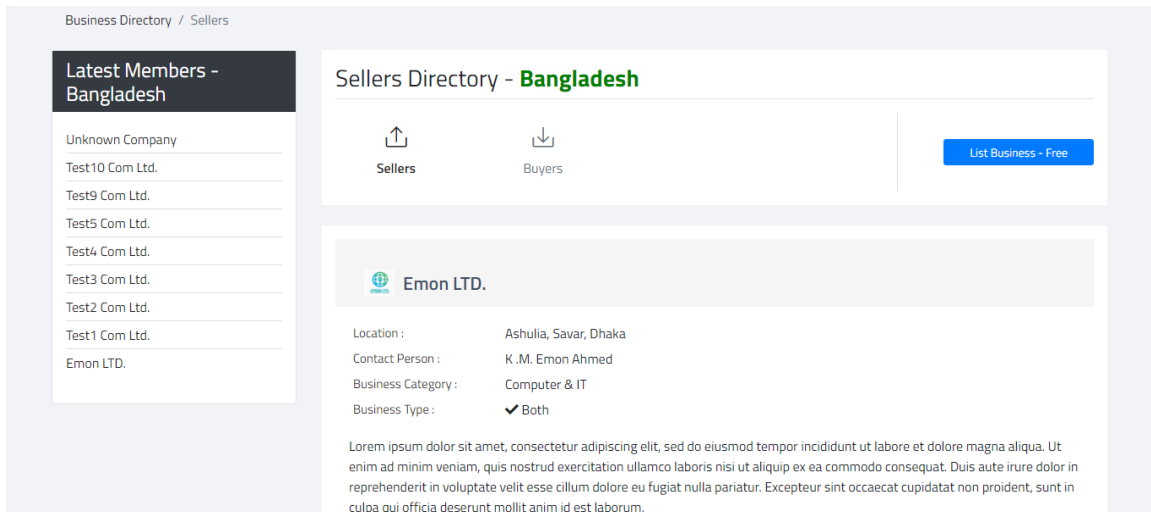 Business Directory / Sellers
Latest Members -
Bangladesh
Unknown Company
Test10 Com Ltd.
Test9 Com Ltd.
Test5 Com Ltd.
Test4 Com Ltd.
Test3 Com Ltd.
Test2 Com Ltd.
Test1 Com Ltd.
Emon LTD.
Sellers Directory - Bangladesh
Sellers
Buyers
List Business - Free
Emon LTD.
Location :
Ashulia, Savar, Dhaka
Contact Person :
K .M. Emon Ahmed
Business Category :
Computer & IT
Business Type :
Both
Lorem ipsum dolor sit amet, consectetur adipiscing elit, sed do eiusmod tempor incididunt ut labore et dolore magna aliqua. Ut
enim ad minim veniam, quis nostrud exercitation ullamco laboris nisi ut aliquip ex ea commodo consequat. Duis aute irure dolor in
reprehenderit in voluptate velit esse cillum dolore eu fugiat nulla pariatur. Excepteur sint occaecat cupidatat non proident, sunt in
culpa qui officia deserunt mollit anim id est laborum.